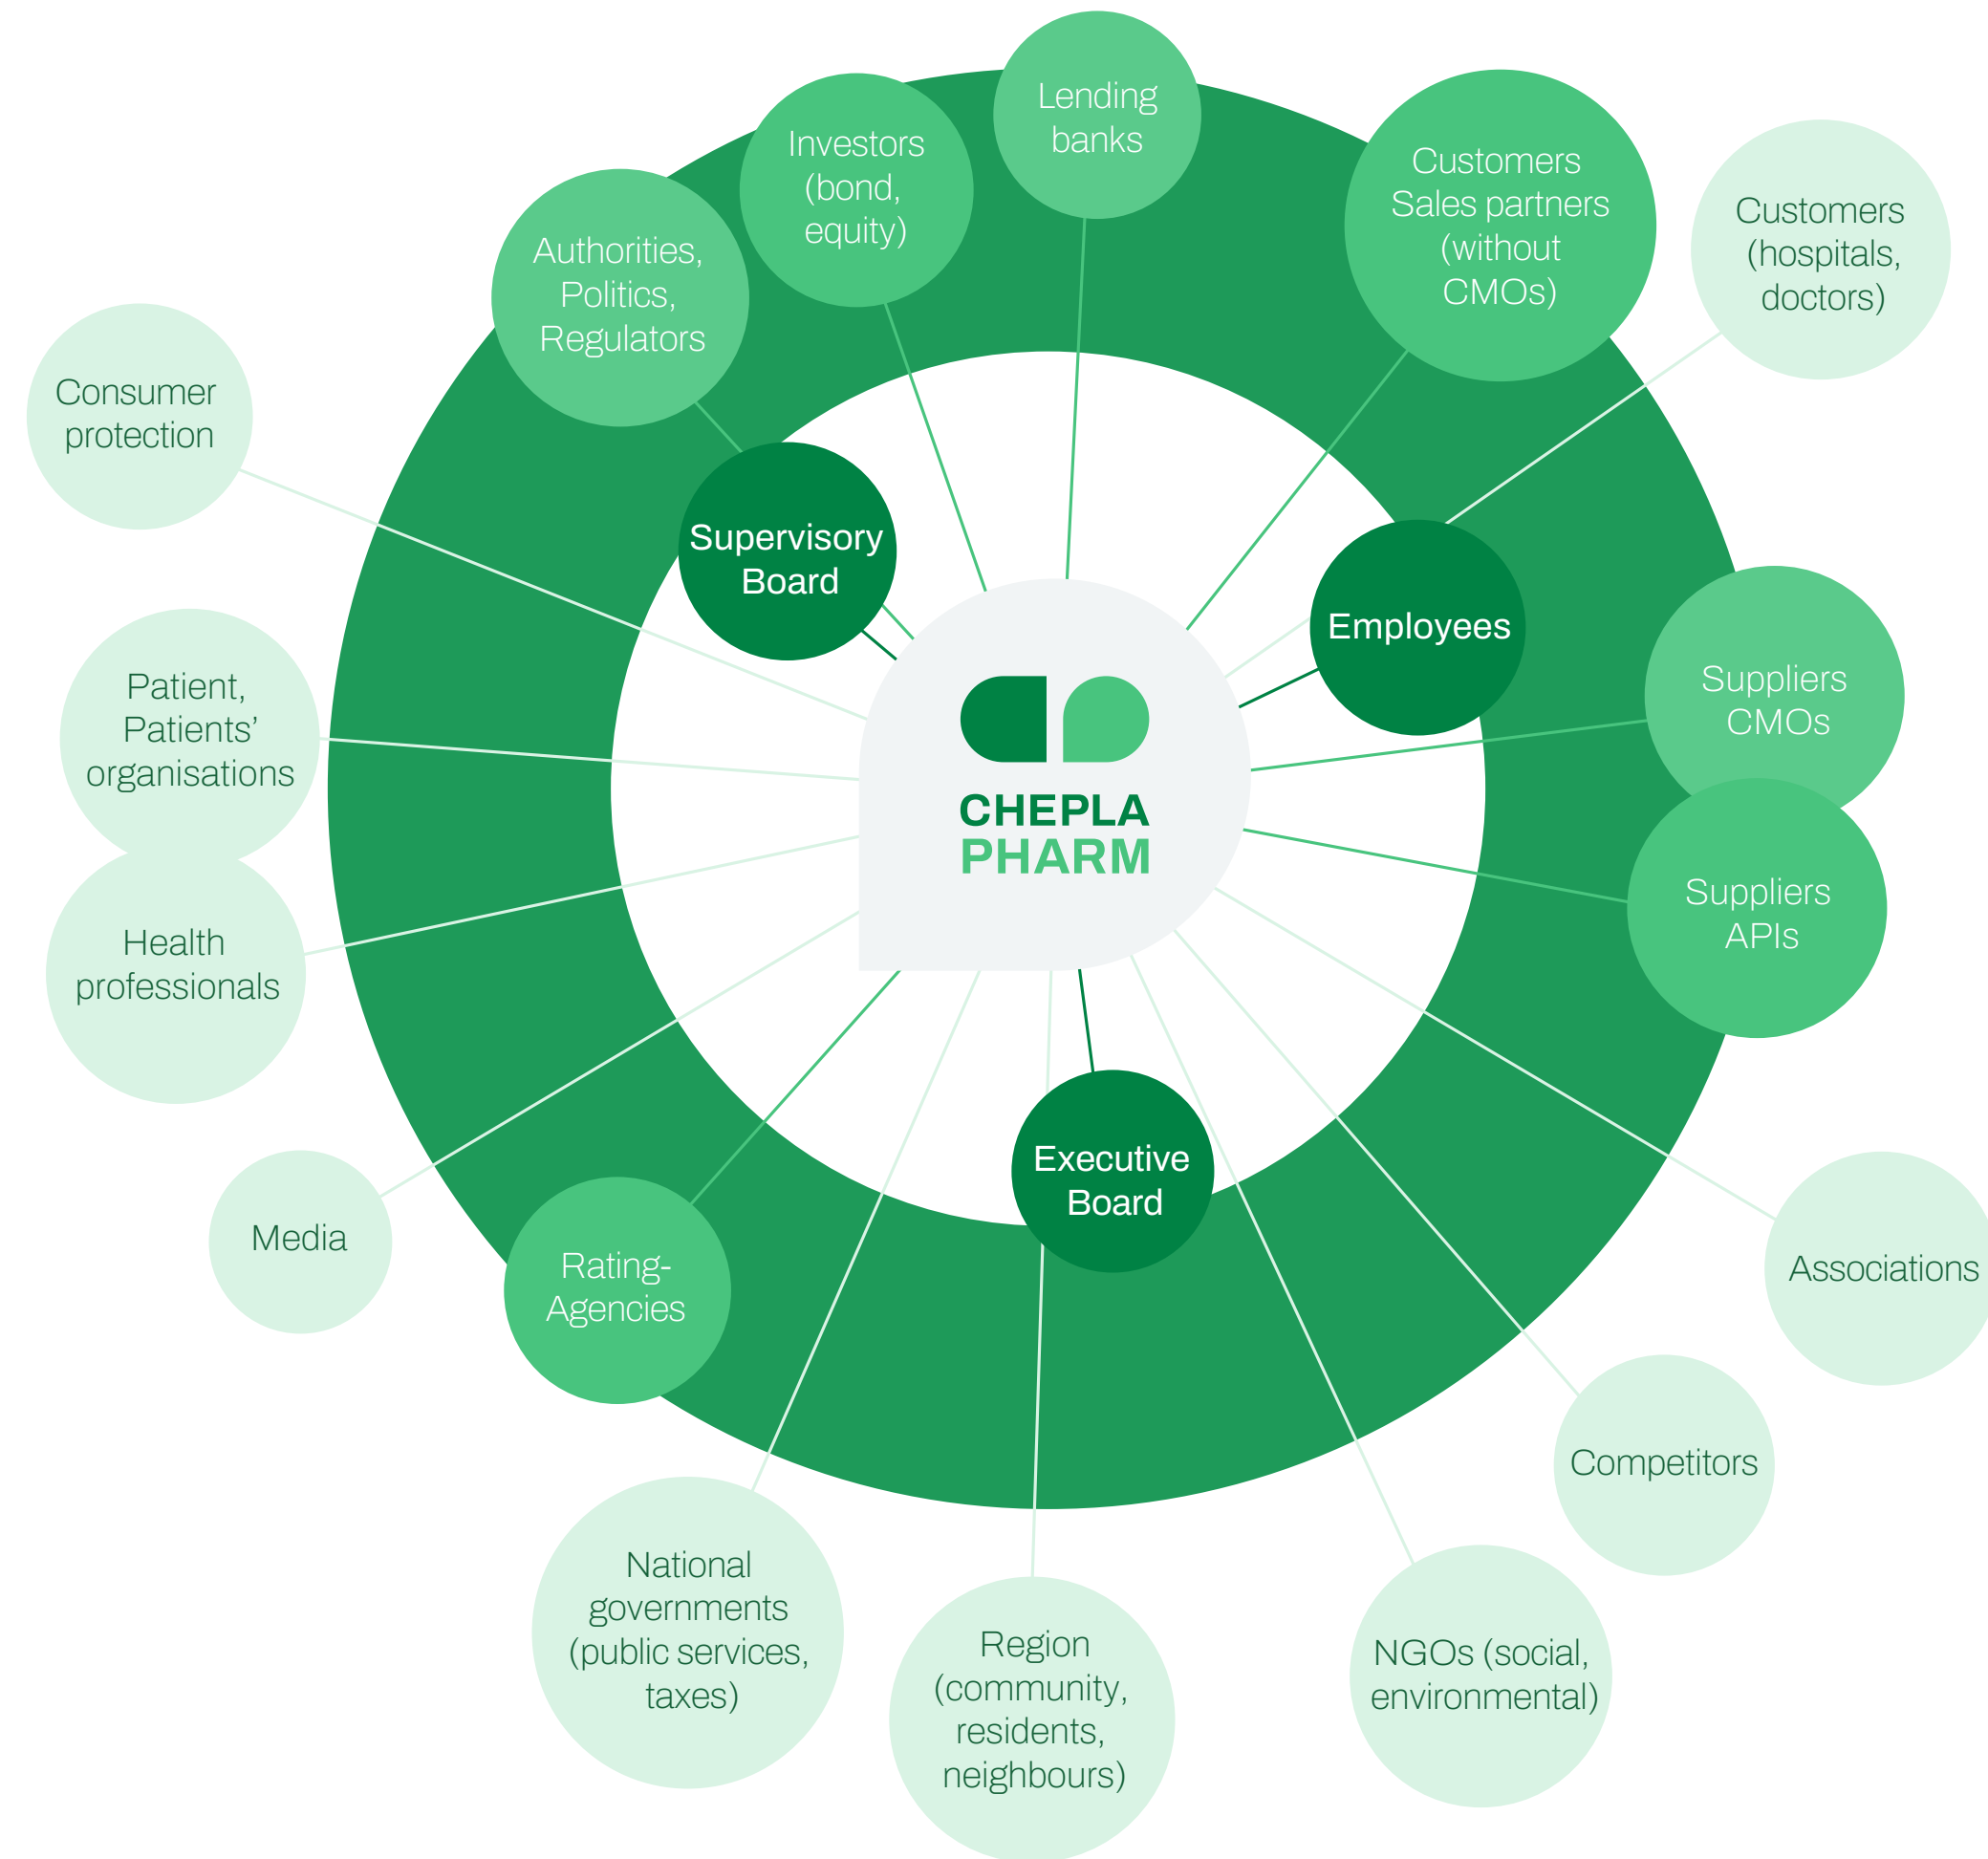 Lending
banks
Investors
(bond,
equity)
Customers
Sales partners
(without
CMOs)
Customers
(hospitals,
doctors)
Authorities,
Politics,
Regulators
Consumer
protection
Supervisory
Board
Employees
Suppliers
CMOs
Patient,
Patients’
organisations
CHEPLA
PHARM
Suppliers
APIs
Health
professionals
Executive
Board
Media
Rating-
Agencies
Associations
Competitors
National
governments
(public services,
taxes)
Region
(community,
residents,
neighbours)
NGOs (social,
environmental)